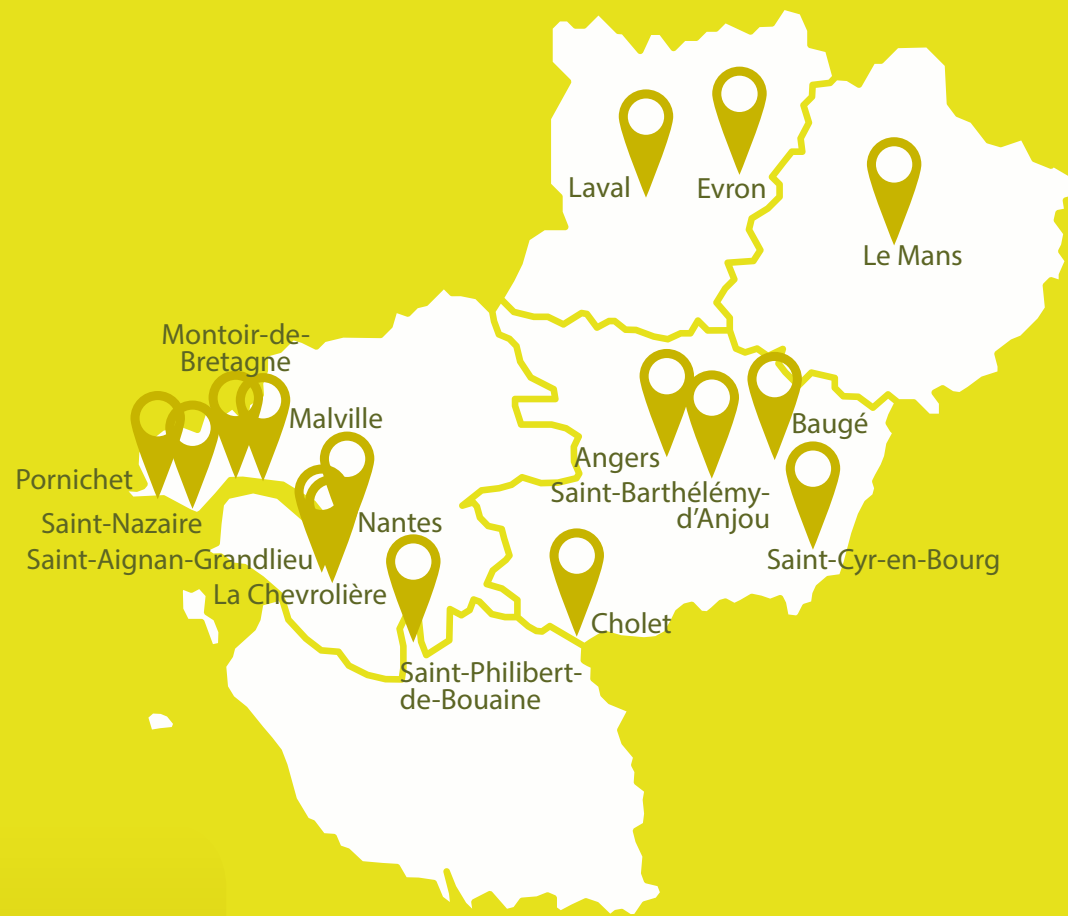 Laval
Evron
Le Mans
Montoir-de-
Bretagne
Malville
Baugé
Angers
Pornichet
Saint-Barthélémy-
d'Anjou
Saint-Nazaire
Nantes
Saint-Aignan-Grandlieu
Saint-Cyr-en-Bourg
La Chevrolière
Cholet
Saint-Philibert-
de-Bouaine